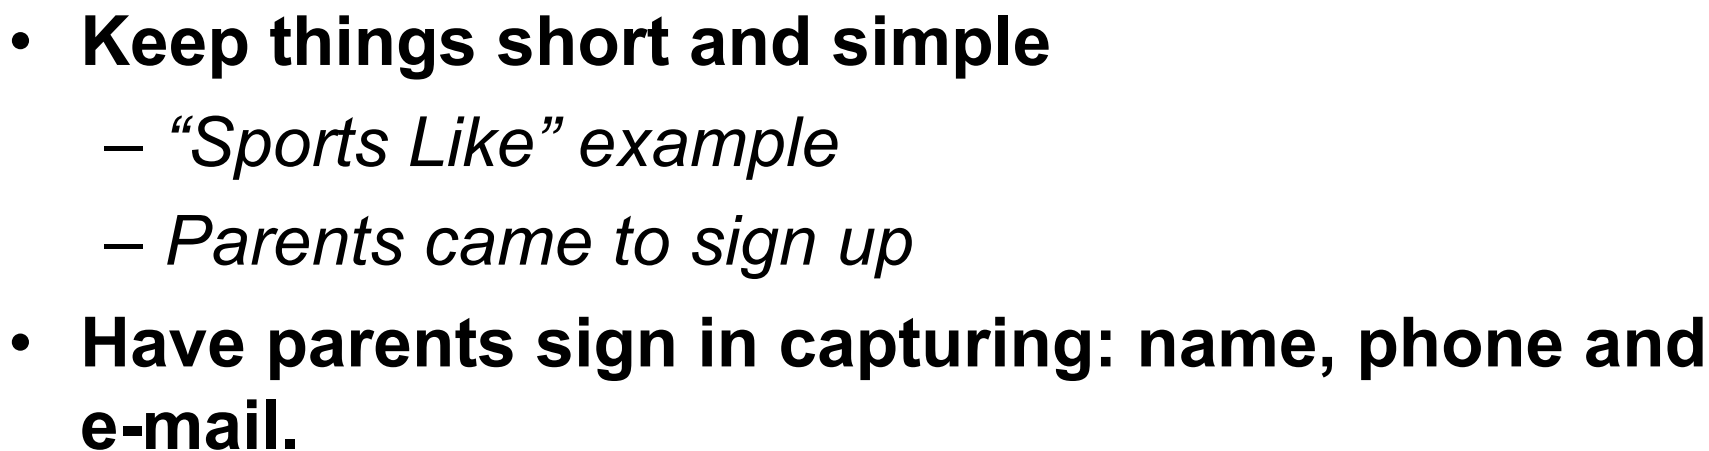 • Keep things short and simple
– “Sports Like” example
– Parents came to sign up
• Have parents sign in capturing: name, phone and
e-mail.